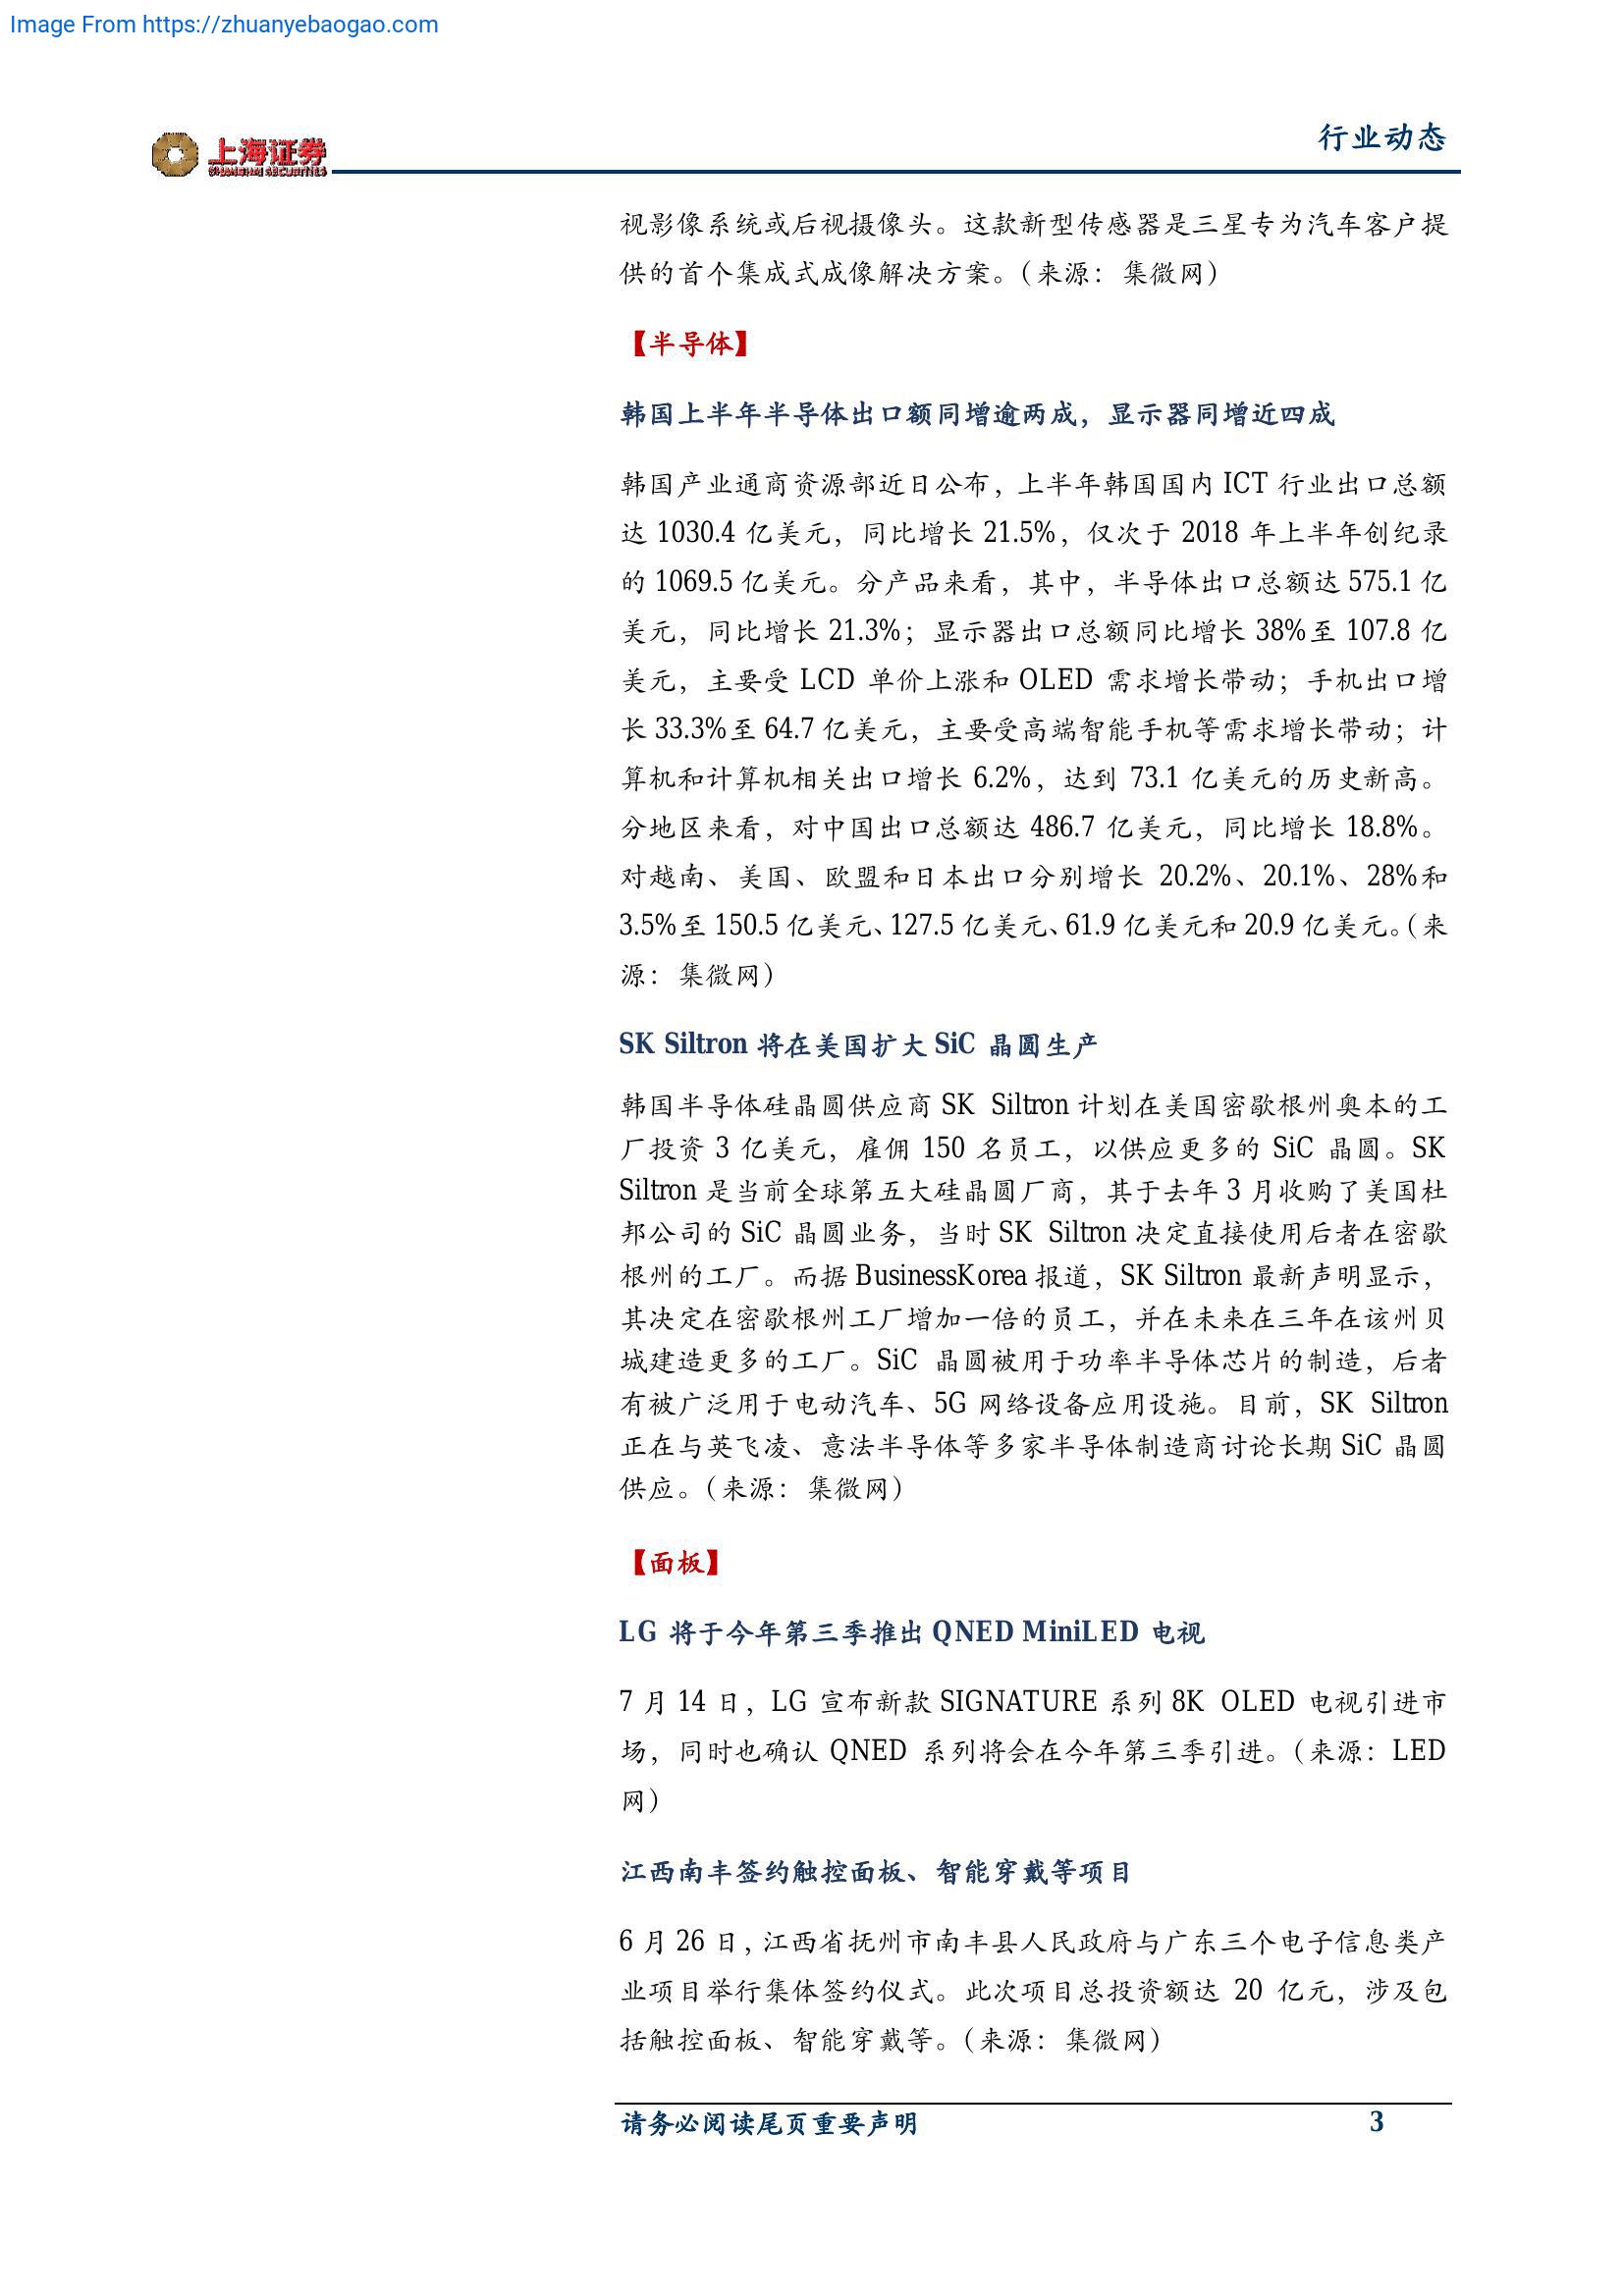 Image From https://zhuanyebaogao.com
上海证券
SHANGHAI SECURITIES
行业动态
视影像系统或后视摄像头。这款新型传感器是三星专为汽车客户提
供的首个集成式成像解决方案。（来源：集微网）
【半导体】
韩国上半年半导体出口额同增逾两成，显示器同增近四成
韩国产业通商资源部近日公布，上半年韩国国内 ICT 行业出口总额
达 1030.4 亿美元，同比增长 21.5%，仅次于 2018 年上半年创纪录
的 1069.5 亿美元。分产品来看，其中，半导体出口总额达 575.1 亿
美元，同比增长 21.3%；显示器出口总额同比增长 38%至 107.8 亿
美元，主要受 LCD 单价上涨和 OLED 需求增长带动；手机出口增
长 33.3%至 64.7 亿美元，主要受高端智能手机等需求增长带动；计
算机和计算机相关出口增长 6.2%，达到 73.1 亿美元的历史新高。
分地区来看，对中国出口总额达 486.7 亿美元，同比增长 18.8%。
对越南、美国、欧盟和日本出口分别增长 20.2%、20.1%、28%和
3.5%至 150.5 亿美元、127.5 亿美元、61.9 亿美元和 20.9 亿美元。（来
源：集微网）
SK Siltron 将在美国扩大 SiC 晶圆生产
韩国半导体硅晶圆供应商 SK Siltron 计划在美国密歇根州奥本的工
厂投资 3 亿美元，雇佣 150 名员工，以供应更多的 SiC 晶圆。SK
Siltron 是当前全球第五大硅晶圆厂商，其于去年 3 月收购了美国杜
邦公司的 SiC 晶圆业务，当时 SK Siltron 决定直接使用后者在密歇
根州的工厂。而据 BusinessKorea 报道，SK Siltron 最新声明显示，
其决定在密歇根州工厂增加一倍的员工，并在未来在三年在该州贝
城建造更多的工厂。SiC 晶圆被用于功率半导体芯片的制造，后者
有被广泛用于电动汽车、5G 网络设备应用设施。目前，SK Siltron
正在与英飞凌、意法半导体等多家半导体制造商讨论长期 SiC 晶圆
供应。（来源：集微网）
【面板】
LG 将于今年第三季推出 QNED MiniLED 电视
7 月 14 日，LG 宣布新款 SIGNATURE 系列 8K OLED 电视引进市
场，同时也确认 QNED 系列将会在今年第三季引进。（来源：LED
网）
江西南丰签约触控面板、智能穿戴等项目
6 月 26 日，江西省抚州市南丰县人民政府与广东三个电子信息类产
业项目举行集体签约仪式。此次项目总投资额达 20 亿元，涉及包
括触控面板、智能穿戴等。（来源：集微网）
请务必阅读尾页重要声明
3